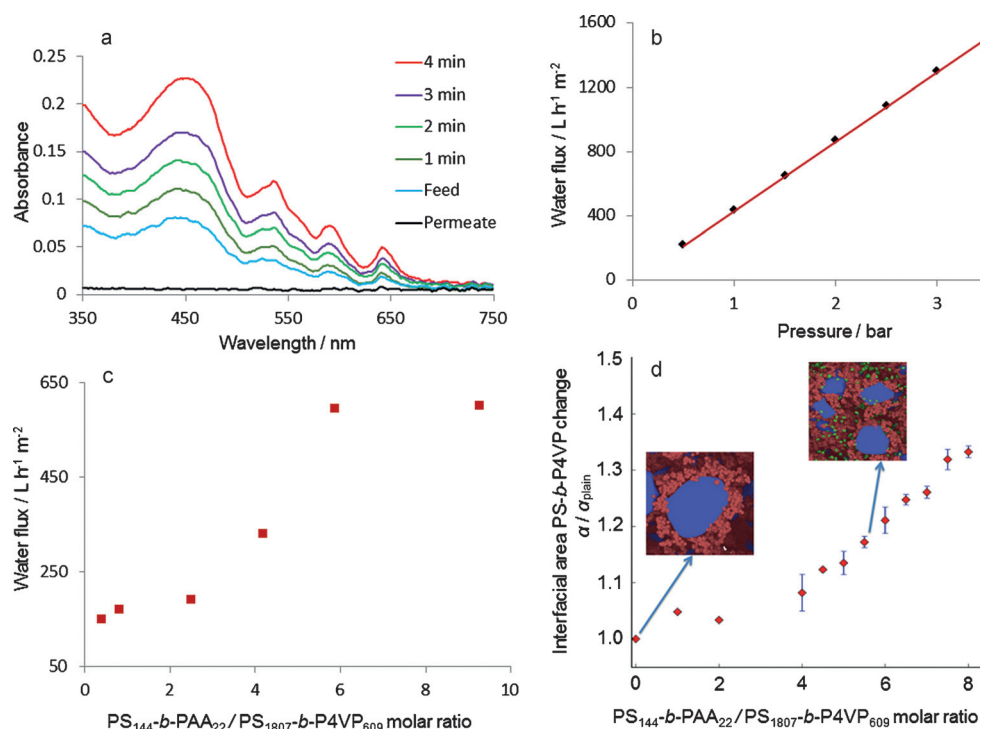 a
4 min
3 min
2 min
1 min
Feed
Permeate
Absorbance
0.25
0.2
0.15
0.1
0.05
0
350
450
550
650
750
Wavelength / nm
b
Water flux / L h⁻¹ m⁻²
1600
1200
800
400
0
0
1
2
3
Pressure / bar
c
Water flux / L h⁻¹ m⁻²
650
450
250
50
0
2
4
6
8
10
PS₁₄₄-b-PAA₂₂ / PS₁₈₀₇-b-P4VP₆₀₉ molar ratio
d
Interfacial area PS-b-P4VP change
α / α_plain
1.5
1.4
1.3
1.2
1.1
1.0
0
2
4
6
8
PS₁₄₄-b-PAA₂₂ / PS₁₈₀₇-b-P4VP₆₀₉ molar ratio